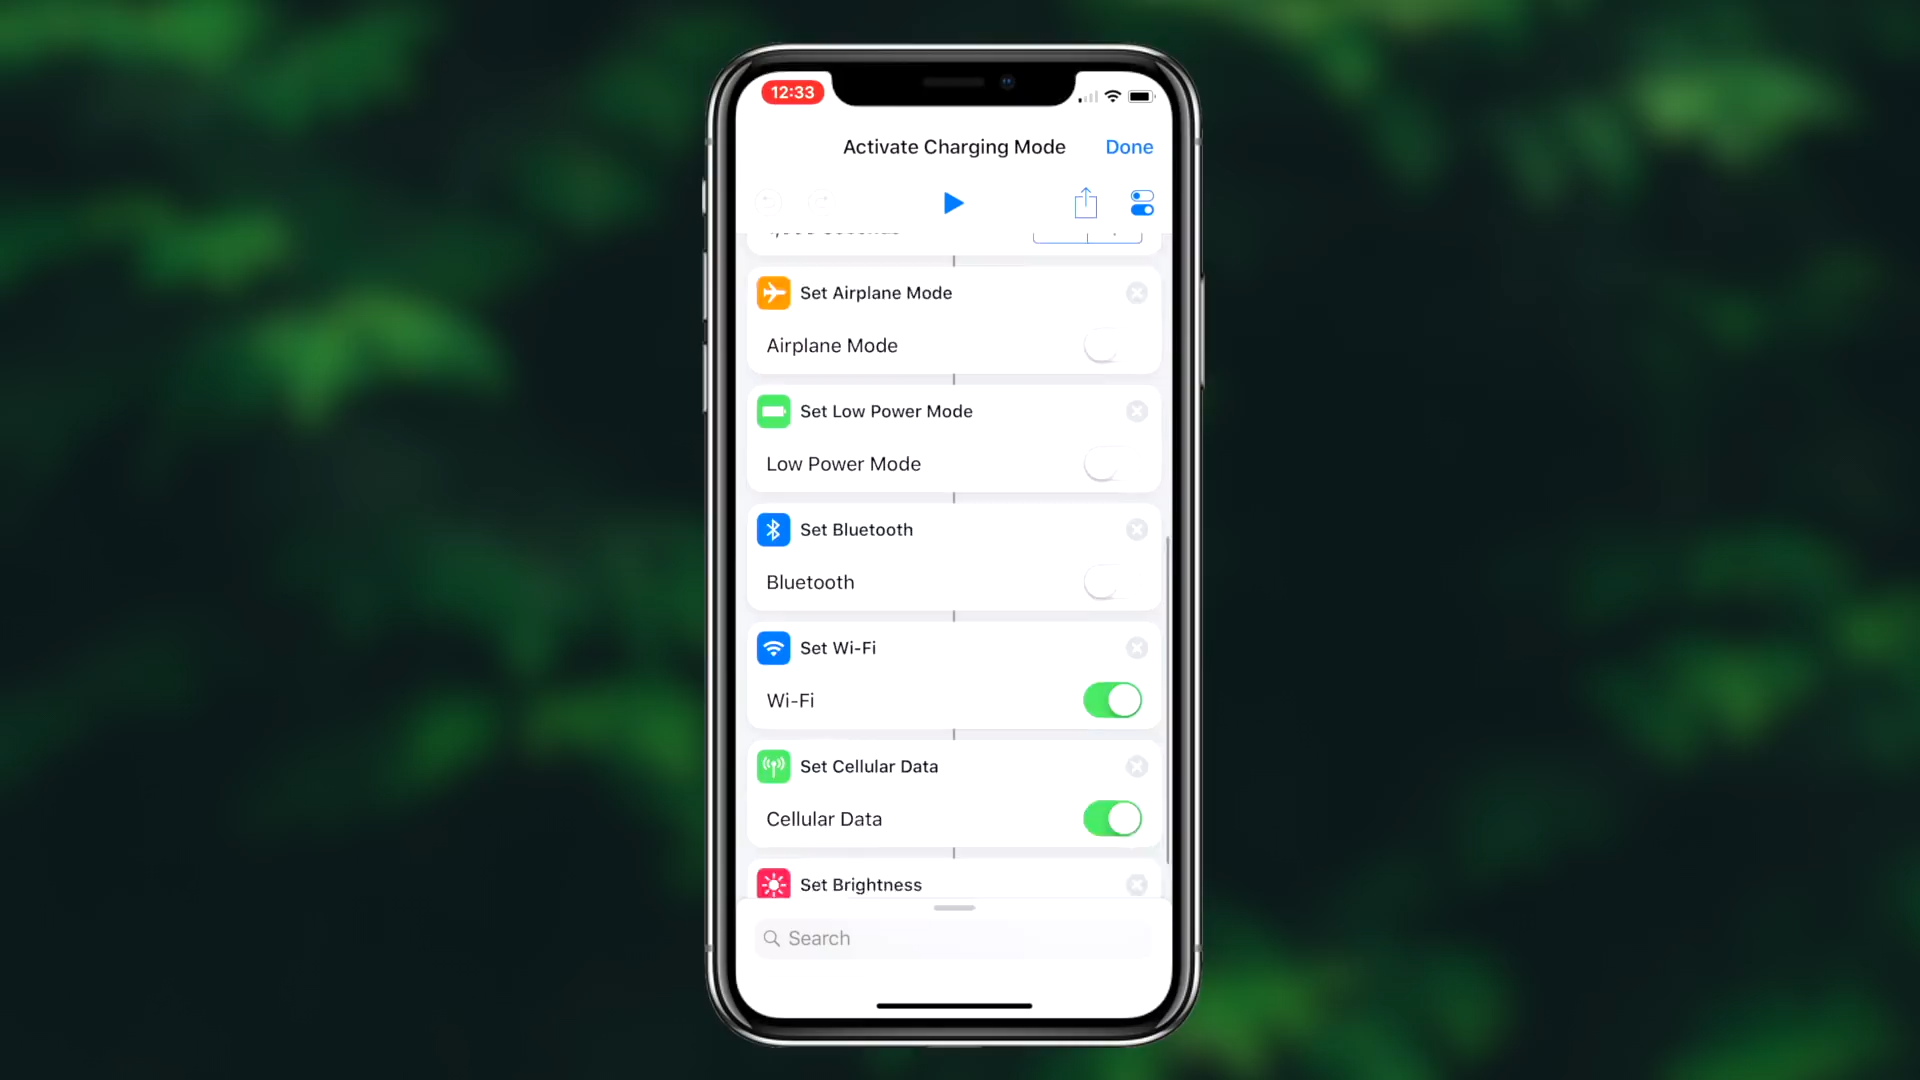 12:33
Activate Charging Mode
Done
Set Airplane Mode
Airplane Mode
Set Low Power Mode
Low Power Mode
Set Bluetooth
Bluetooth
Set Wi-Fi
Wi-Fi
Set Cellular Data
Cellular Data
Set Brightness
Search